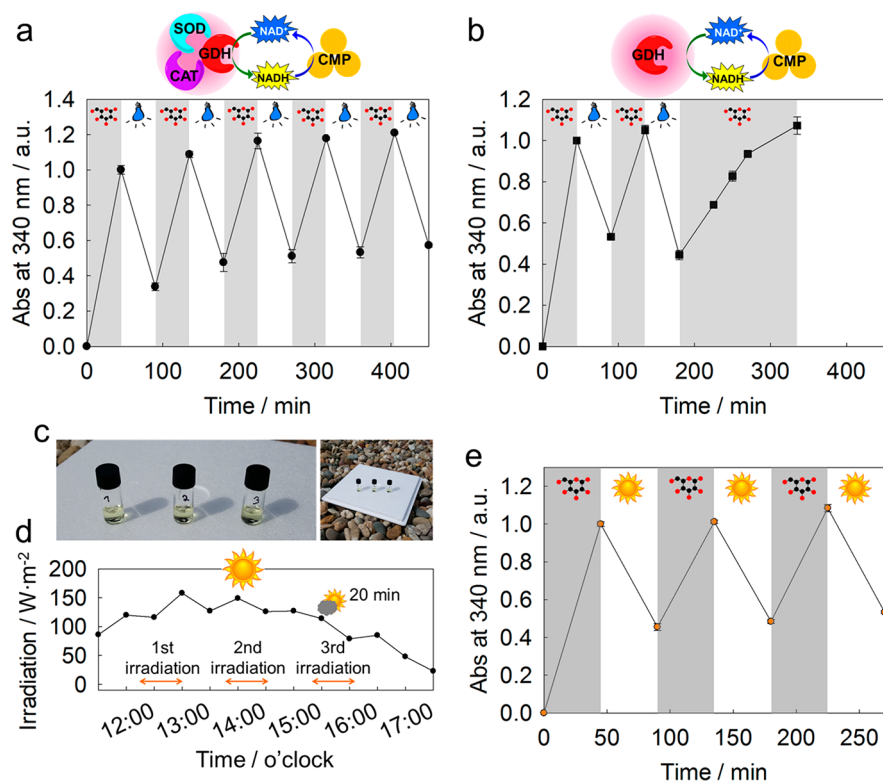 a
SOD
GDH
CAT
NAD⁺
NADH
CMP
Abs at 340 nm / a.u.
1.4
1.2
1.0
0.8
0.6
0.4
0.2
0.0
0 100 200 300 400
Time / min
b
GDH
NAD⁺
NADH
CMP
Abs at 340 nm / a.u.
1.2
1.0
0.8
0.6
0.4
0.2
0.0
0 100 200 300 400
Time / min
c
1 2 3
d
Irradiation / W·m⁻²
200
150
100
50
0
20 min
1st
irradiation
2nd
irradiation
3rd
irradiation
12:00 13:00 14:00 15:00 16:00 17:00
Time / o'clock
e
Abs at 340 nm / a.u.
1.2
1.0
0.8
0.6
0.4
0.2
0.0
0 50 100 150 200 250
Time / min